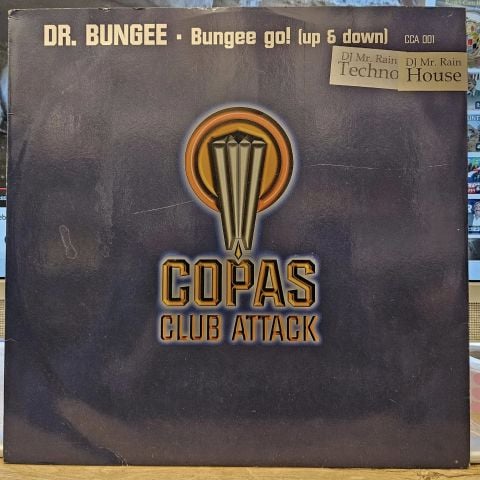 DR. BUNGEE · Bungee go! (up & down) CCA 001
DJ Mr. Rain
Techno
DJ Mr. Rain
House
COPAS
CLUB ATTACK